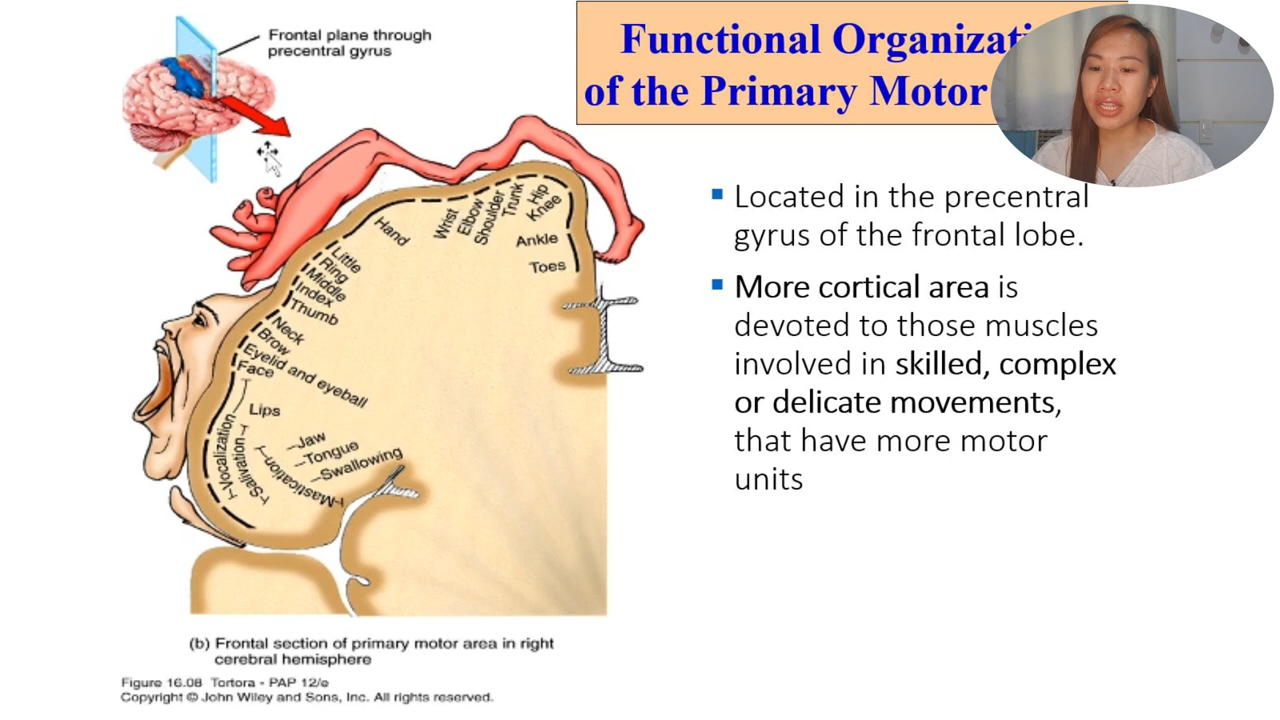 Frontal plane through
precentral gyrus
Functional Organizati
of the Primary Motor
Located in the precentral
gyrus of the frontal lobe.
More cortical area is
devoted to those muscles
involved in skilled, complex
or delicate movements,
that have more motor
units
Toes
Ankle
Knee
Hip
Trunk
Shoulder
Elbow
Wrist
Hand
Little
Ring
Middle
Index
Thumb
Neck
Brow
Eyelid and eyeball
Face
Lips
Vocalization
Salivation
Jaw
Tongue
Swallowing
Mastication
(b) Frontal section of primary motor area in right
cerebral hemisphere
Figure 16.08 Tortora - PAP 12/e
Copyright © John Wiley and Sons, Inc. All rights reserved.